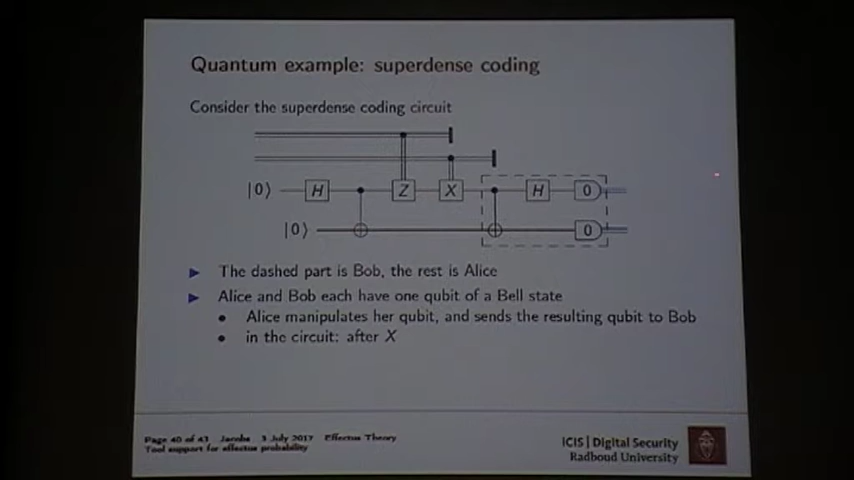 Quantum example: superdense coding
Consider the superdense coding circuit
|0⟩ H Z X H 0
|0⟩ 0
The dashed part is Bob, the rest is Alice
Alice and Bob each have one qubit of a Bell state
Alice manipulates her qubit, and sends the resulting qubit to Bob
in the circuit: after X
Page 40 of 43 Jacobs 3 July 2017 Effectus Theory
Tool support for effectus probability
ICIS | Digital Security
Radboud University